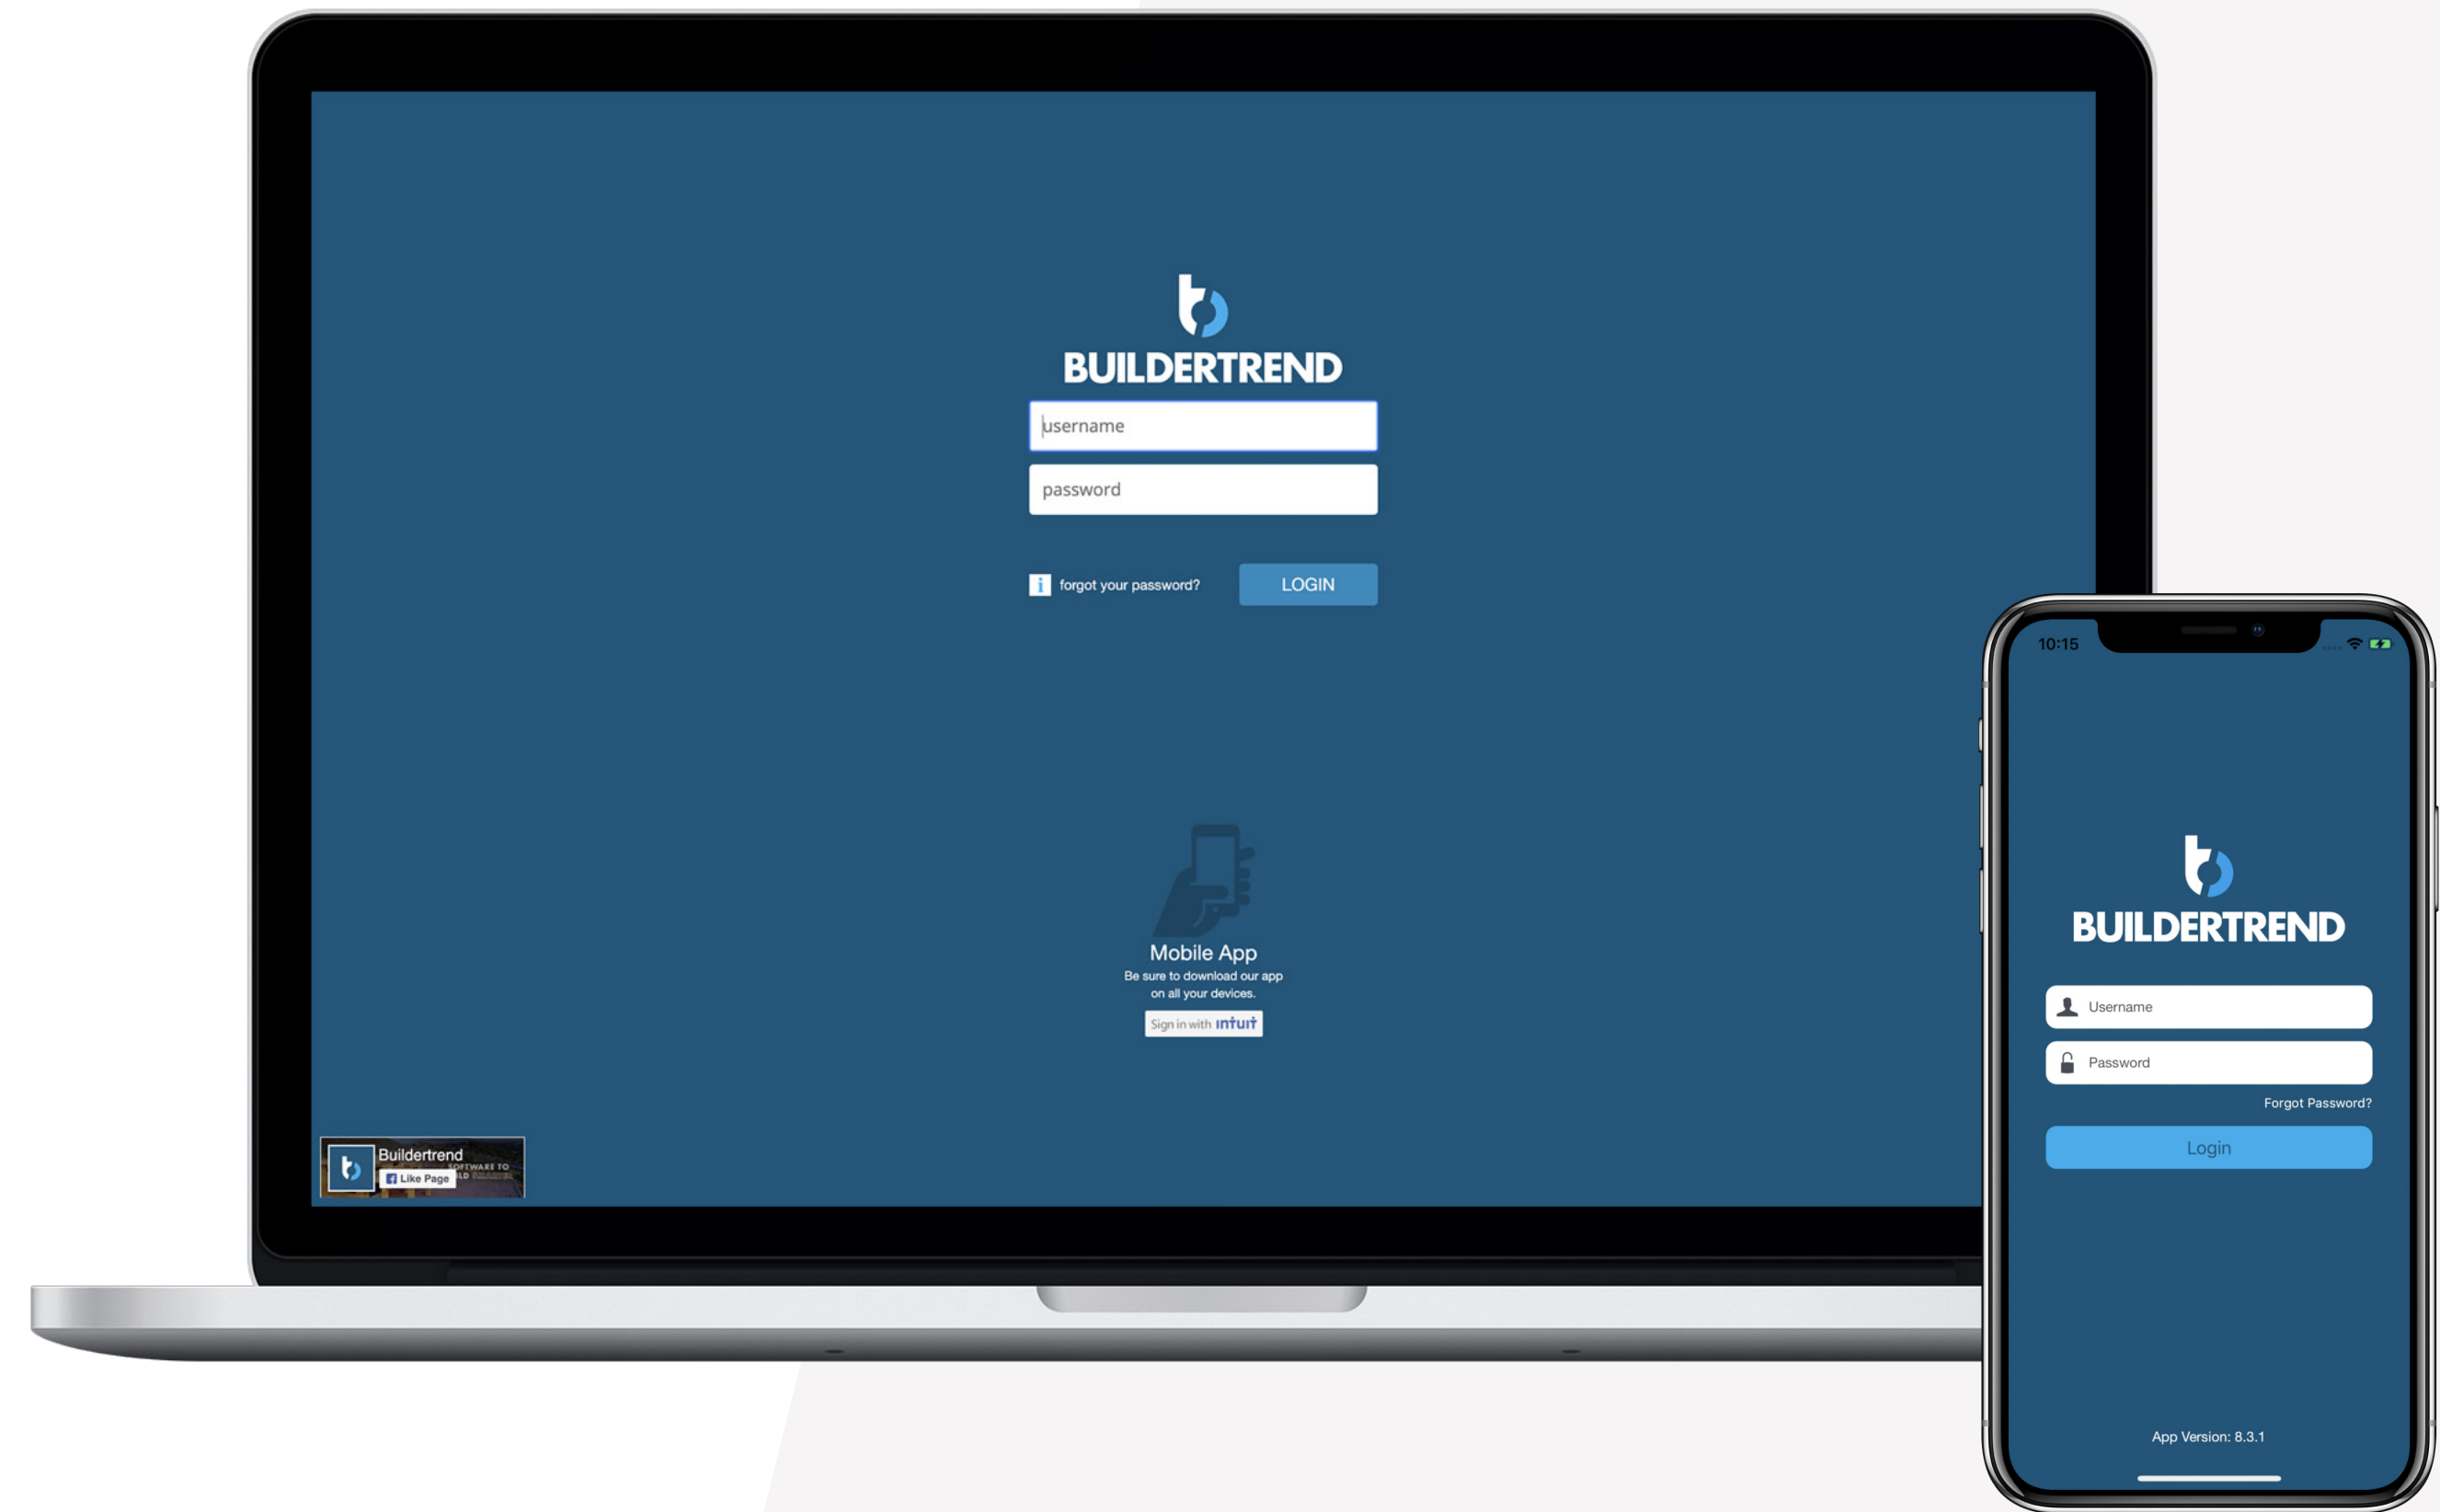 BUILDERTREND
username
password
i forgot your password? LOGIN
Mobile App
Be sure to download our app
on all your devices.
Sign in with intuit
Buildertrend
SOFTWARE TO
Like Page
10:15
BUILDERTREND
Username
Password
Forgot Password?
Login
App Version: 8.3.1